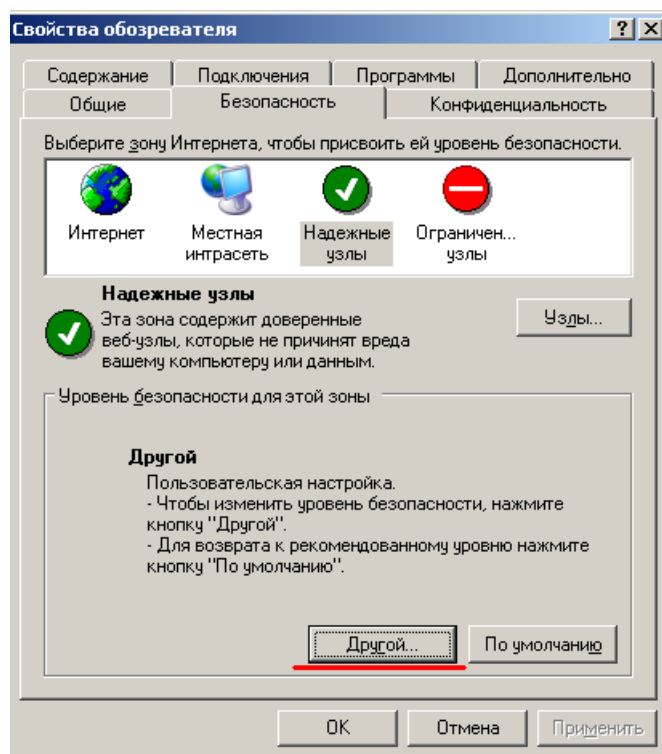 Свойства обозревателя
Содержание Подключения Программы Дополнительно
Общие Безопасность Конфиденциальность
Выберите зону Интернета, чтобы присвоить ей уровень безопасности.
Интернет Местная Надежные Ограничен...
интрасеть узлы узлы
Надежные узлы
Эта зона содержит доверенные
веб-узлы, которые не причинят вреда
вашему компьютеру или данным.
Узлы...
Уровень безопасности для этой зоны
Другой
Пользовательская настройка.
- Чтобы изменить уровень безопасности, нажмите
кнопку "Другой".
- Для возврата к рекомендованному уровню нажмите
кнопку "По умолчанию".
Другой... По умолчанию
OK Отмена Применить